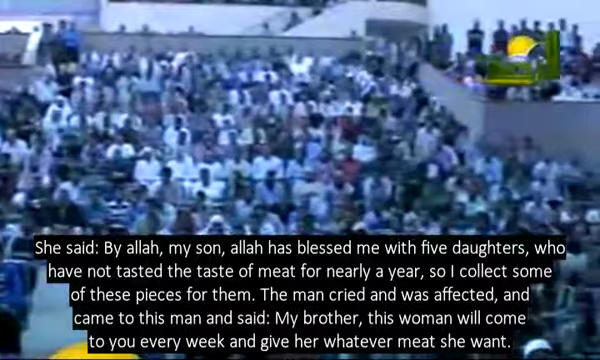 She said: By allah, my son, allah has blessed me with five daughters, who
have not tasted the taste of meat for nearly a year, so I collect some
of these pieces for them. The man cried and was affected, and
came to this man and said: My brother, this woman will come
to you every week and give her whatever meat she want.